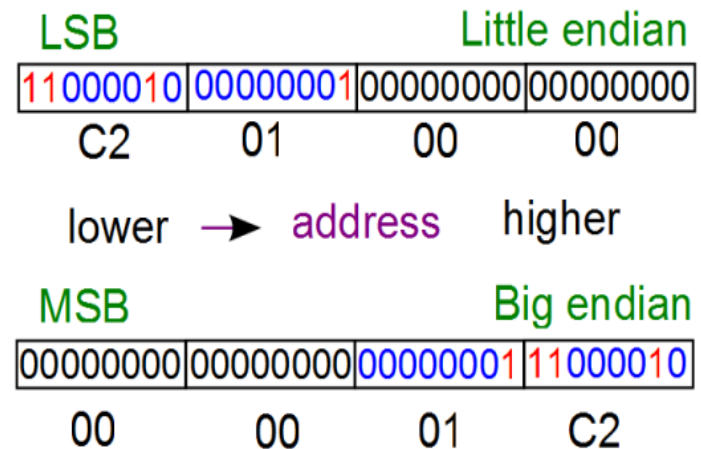 LSB Little endian
11000010 00000001 00000000 00000000
C2 01 00 00
lower address higher
MSB Big endian
00000000 00000000 00000001 11000010
00 00 01 C2